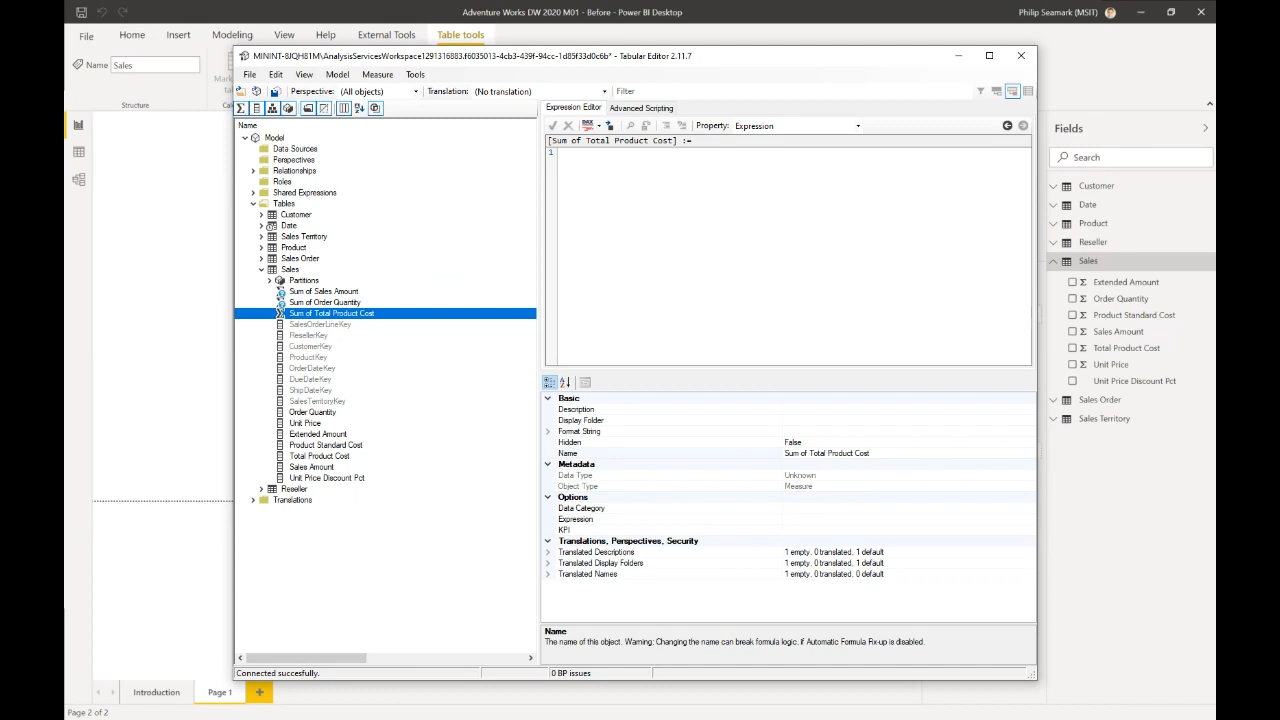 Adventure Works DW 2020 M01 - Before - Power BI Desktop
Philip Seamark (MSIT)
File
Home
Insert
Modeling
View
Help
External Tools
Table tools
Name
Sales
Structure
MININT-8JQH81M\AnalysisServicesWorkspace1291316883.f6035013-4cb3-439f-94cc-1d85f33d0c6b* - Tabular Editor 2.11.7
File
Edit
View
Model
Measure
Tools
Perspective: (All objects)
Translation: (No translation)
Filter
Name
Model
Data Sources
Perspectives
Relationships
Roles
Shared Expressions
Tables
Customer
Date
Sales Territory
Product
Sales Order
Sales
Partitions
Sum of Sales Amount
Sum of Order Quantity
Sum of Total Product Cost
SalesOrderLineKey
ResellerKey
CustomerKey
ProductKey
OrderDateKey
DueDateKey
ShipDateKey
SalesTerritoryKey
Order Quantity
Unit Price
Extended Amount
Product Standard Cost
Total Product Cost
Sales Amount
Unit Price Discount Pct
Reseller
Translations
Expression Editor
Advanced Scripting
Property: Expression
[Sum of Total Product Cost] :=
1
Basic
Description
Display Folder
Format String
Hidden False
Name Sum of Total Product Cost
Metadata
Data Type Unknown
Object Type Measure
Options
Data Category
Expression
KPI
Translations, Perspectives, Security
Translated Descriptions 1 empty, 0 translated, 1 default
Translated Display Folders 1 empty, 0 translated, 1 default
Translated Names 1 empty, 0 translated, 0 default
Name
The name of this object. Warning: Changing the name can break formula logic, if Automatic Formula Fix-up is disabled.
Connected succesfully.
0 BP issues
Fields
Search
Customer
Date
Product
Reseller
Sales
Extended Amount
Order Quantity
Product Standard Cost
Sales Amount
Total Product Cost
Unit Price
Unit Price Discount Pct
Sales Order
Sales Territory
Introduction
Page 1
Page 2 of 2